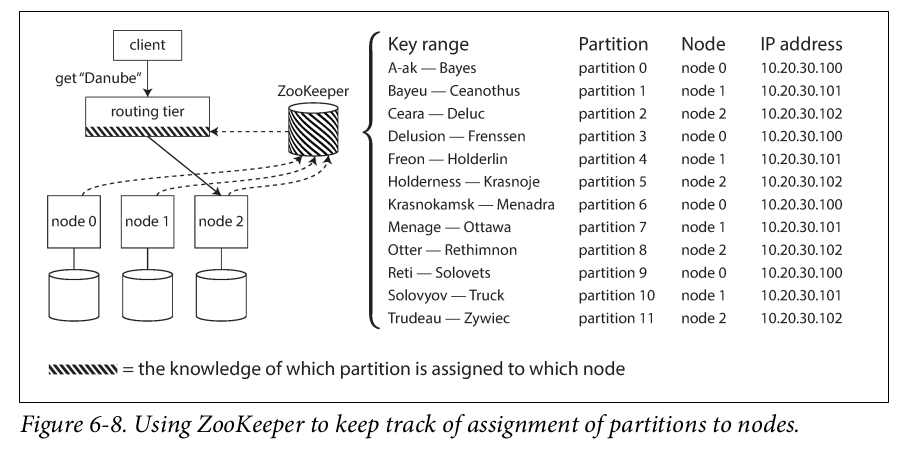 client
get “Danube”
routing tier
ZooKeeper
node 0
node 1
node 2
Key range Partition Node IP address
A-ak — Bayes partition 0 node 0 10.20.30.100
Bayeu — Ceanothus partition 1 node 1 10.20.30.101
Ceara — Deluc partition 2 node 2 10.20.30.102
Delusion — Frenssen partition 3 node 0 10.20.30.100
Freon — Holderlin partition 4 node 1 10.20.30.101
Holderness — Krasnoje partition 5 node 2 10.20.30.102
Krasnokamsk — Menadra partition 6 node 0 10.20.30.100
Menage — Ottawa partition 7 node 1 10.20.30.101
Otter — Rethimnon partition 8 node 2 10.20.30.102
Reti — Solovets partition 9 node 0 10.20.30.100
Solovyov — Truck partition 10 node 1 10.20.30.101
Trudeau — Zywiec partition 11 node 2 10.20.30.102
= the knowledge of which partition is assigned to which node
Figure 6-8. Using ZooKeeper to keep track of assignment of partitions to nodes.